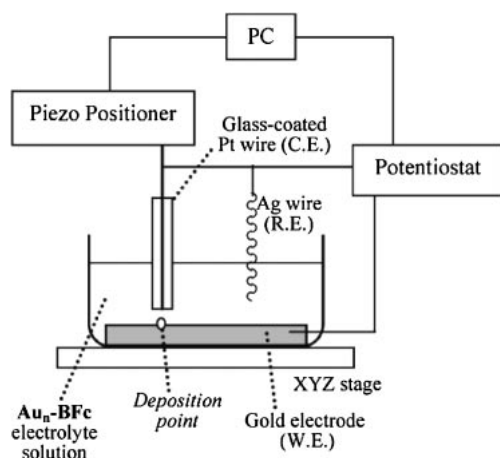 PC
Piezo Positioner
Glass-coated
Pt wire (C.E.)
Potentiostat
Ag wire
(R.E.)
XYZ stage
Au_n-BFc
electrolyte
solution
Deposition
point
Gold electrode
(W.E.)